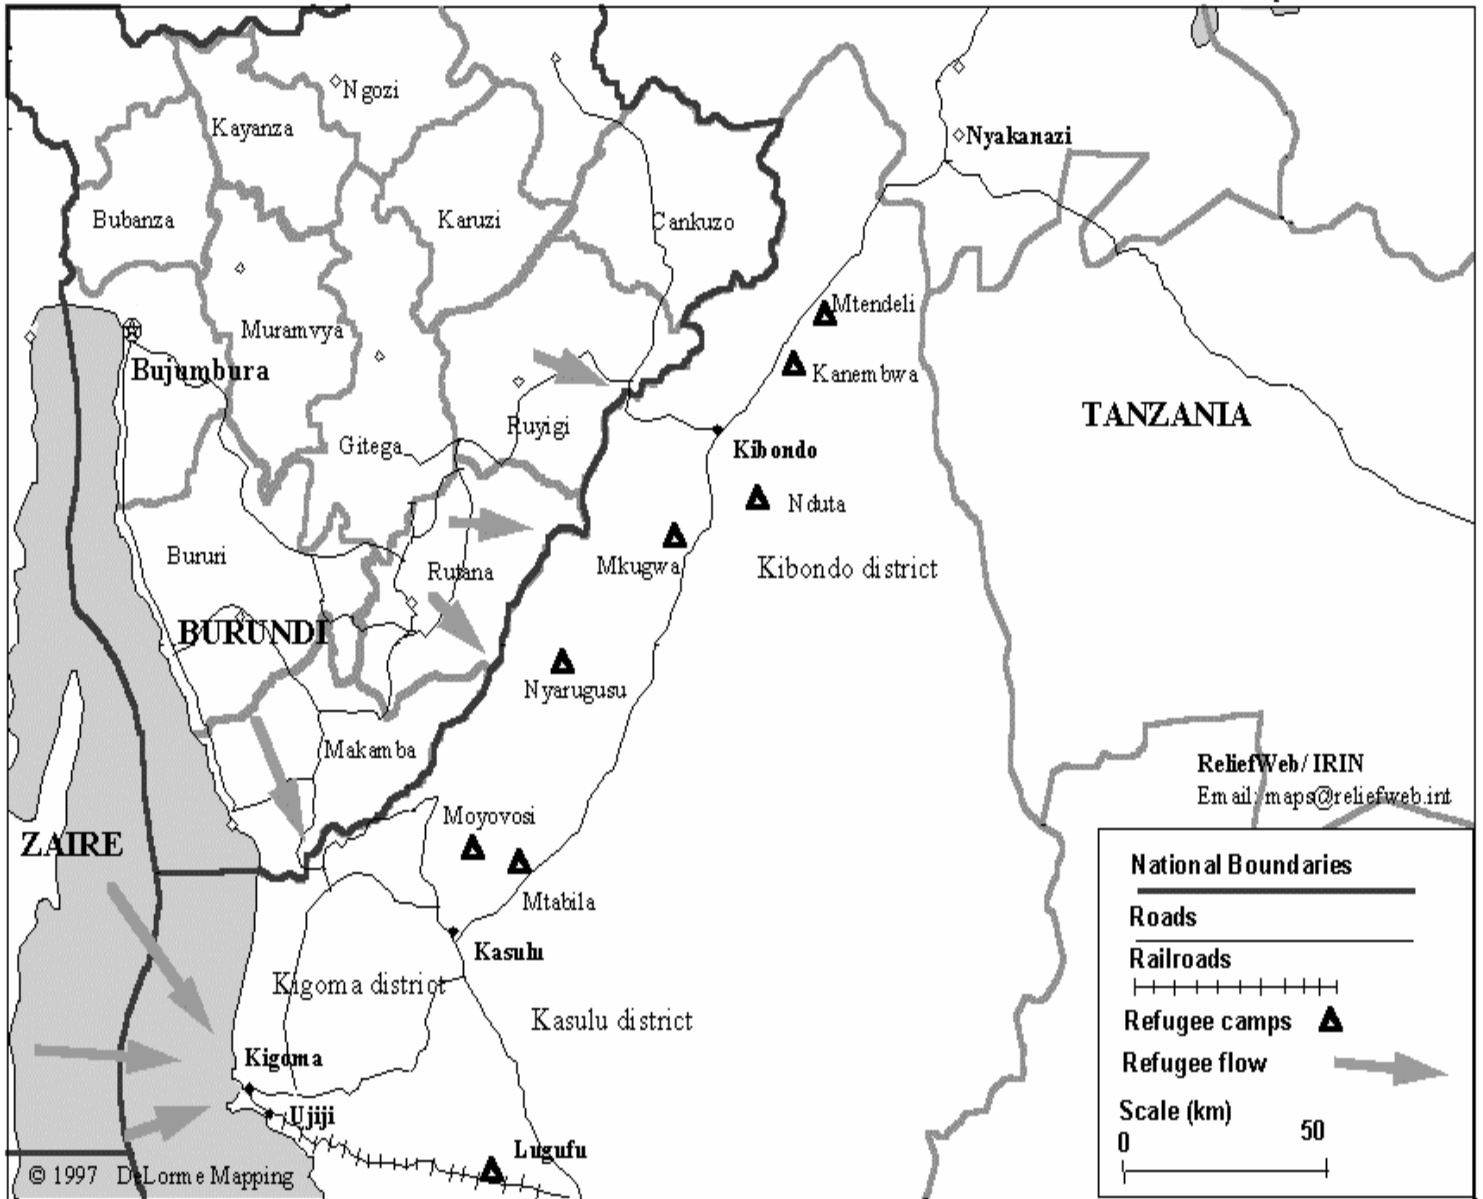 Ngozi
Kayanza
Nyakanazi
Bubanza
Karuzi
Cankuzo
Mtendeli
Muramvya
Bujumbura
Kanembwa
TANZANIA
Ruyigi
Gitega
Kibondo
Nduta
Bururi
Rutana
Mkugwa
Kibondo district
BURUNDI
Nyarugusu
Makamba
ReliefWeb/ IRIN
Email: maps@reliefweb.int
Moyovosi
ZAIRE
Mtabila
Kasulu
Kigoma district
Kasulu district
Kigoma
Ujiji
Lugufu
National Boundaries
Roads
Railroads
Refugee camps
Refugee flow
Scale (km)
0 50
© 1997 DeLorme Mapping